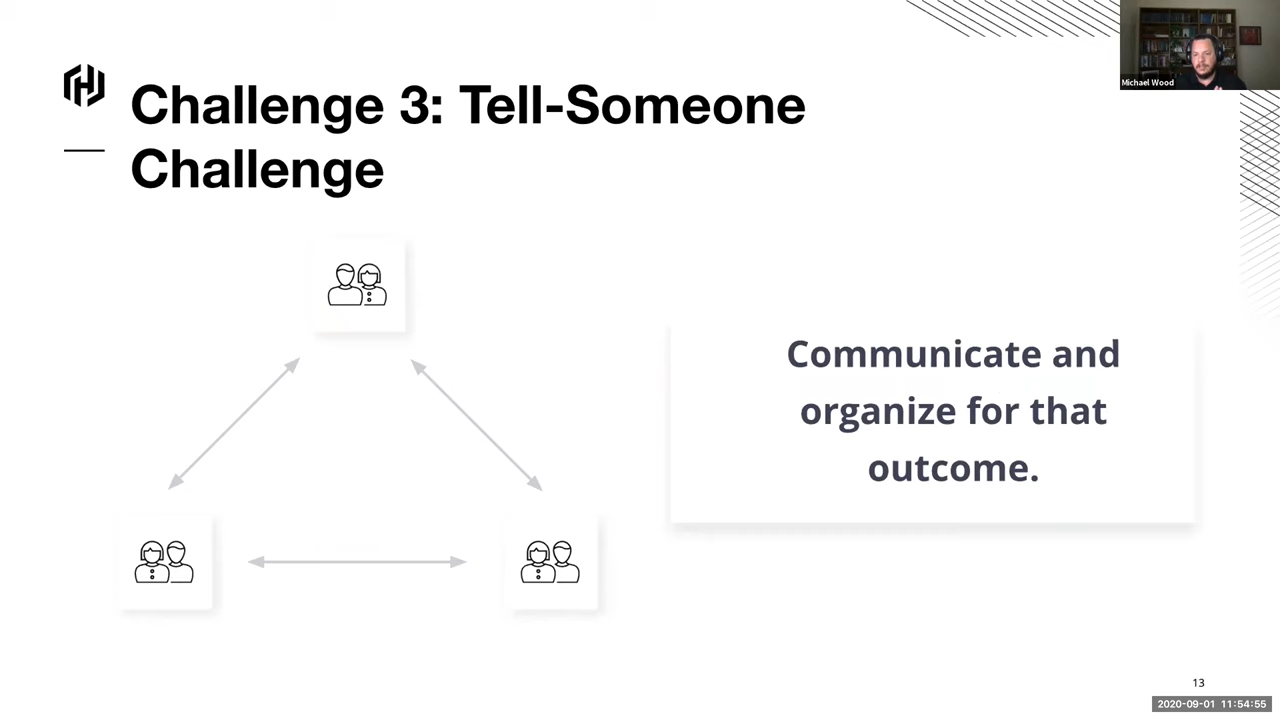 Michael Wood
Challenge 3: Tell-Someone
Challenge
Communicate and
organize for that
outcome.
13
2020-09-01 11:54:55